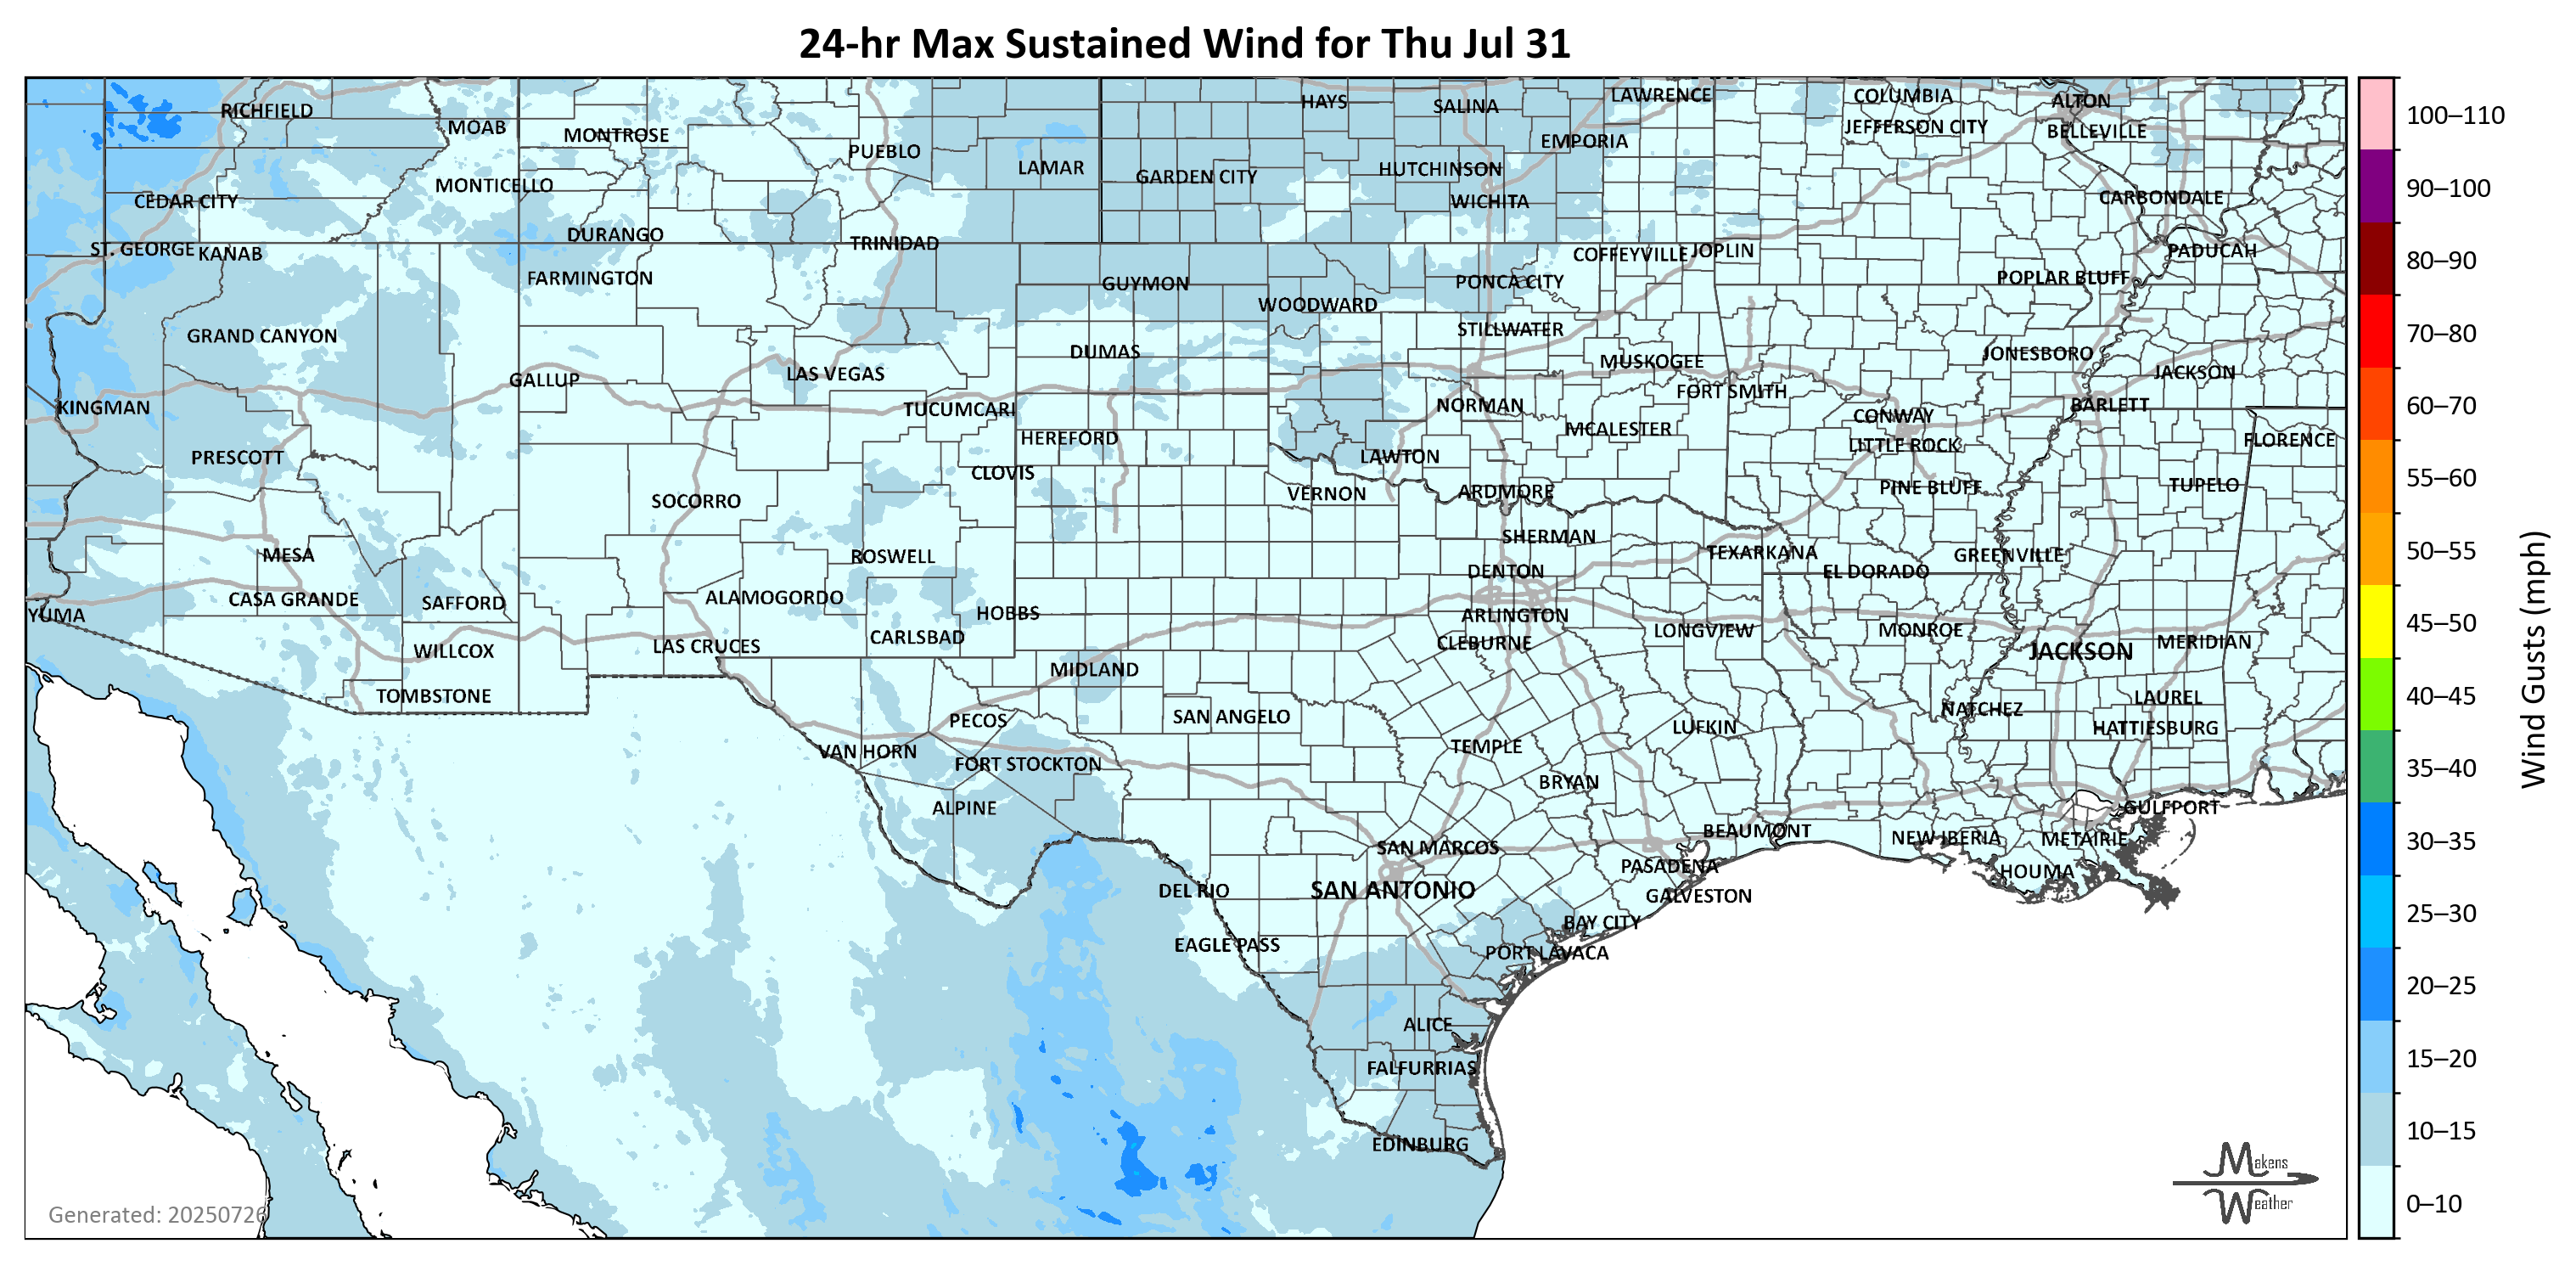 24-hr Max Sustained Wind for Thu Jul 31
RICHFIELD
MOAB
MONTROSE
PUEBLO
LAMAR
HAYS
SALINA
LAWRENCE
COLUMBIA
ALTON
JEFFERSON CITY
BELLEVILLE
EMPORIA
GARDEN CITY
HUTCHINSON
WICHITA
MONTICELLO
CEDAR CITY
CARBONDALE
DURANGO
TRINIDAD
ST. GEORGE
KANAB
COFFEYVILLE
JOPLIN
PADUCAH
FARMINGTON
GUYMON
PONCA CITY
POPLAR BLUFF
WOODWARD
STILLWATER
GRAND CANYON
DUMAS
MUSKOGEE
JONESBORO
JACKSON
GALLUP
LAS VEGAS
FORT SMITH
KINGMAN
TUCUMCARI
NORMAN
CONWAY
BARLETT
HEREFORD
MCALESTER
LITTLE ROCK
FLORENCE
PRESCOTT
CLOVIS
LAWTON
SOCORRO
VERNON
ARDMORE
PINE BLUFF
TUPELO
MESA
ROSWELL
SHERMAN
TEXARKANA
GREENVILLE
DENTON
EL DORADO
CASA GRANDE
SAFFORD
ALAMOGORDO
HOBBS
ARLINGTON
YUMA
CARLSBAD
CLEBURNE
LONGVIEW
MONROE
JACKSON
MERIDIAN
WILLCOX
LAS CRUCES
MIDLAND
TOMBSTONE
PECOS
SAN ANGELO
LUFKIN
NATCHEZ
LAUREL
HATTIESBURG
VAN HORN
FORT STOCKTON
TEMPLE
BRYAN
ALPINE
GULFPORT
BEAUMONT
NEW IBERIA
METAIRIE
SAN MARCOS
PASADENA
HOUMA
DEL RIO
SAN ANTONIO
GALVESTON
BAY CITY
EAGLE PASS
PORT LAVACA
ALICE
FALFURRIAS
EDINBURG
Generated: 20250726
Makens
Weather
100–110
90–100
80–90
70–80
60–70
55–60
50–55
45–50
40–45
35–40
30–35
25–30
20–25
15–20
10–15
0–10
Wind Gusts (mph)